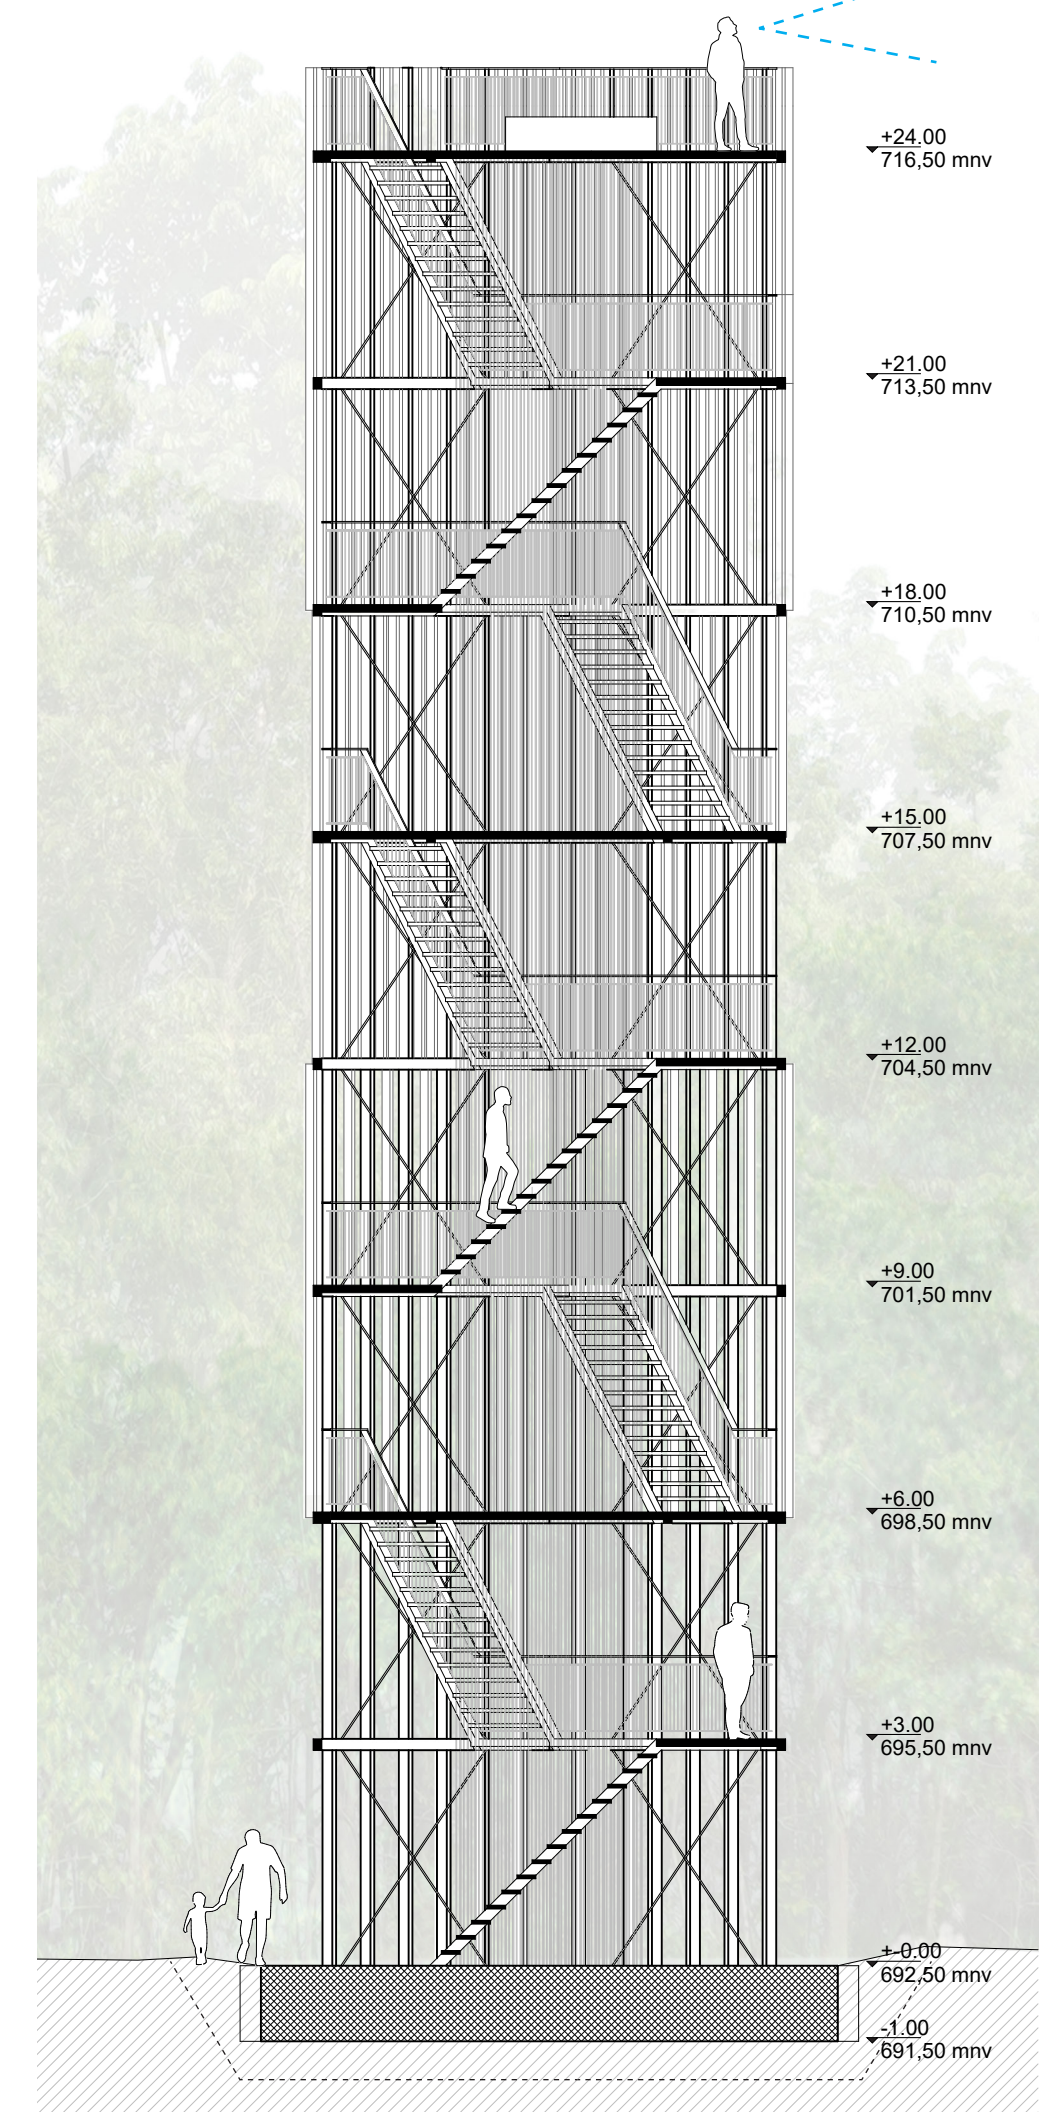 +24.00
716,50 mnv
+21.00
713,50 mnv
+18.00
710,50 mnv
+15.00
707,50 mnv
+12.00
704,50 mnv
+9.00
701,50 mnv
+6.00
698,50 mnv
+3.00
695,50 mnv
+-0.00
692,50 mnv
-1.00
691,50 mnv